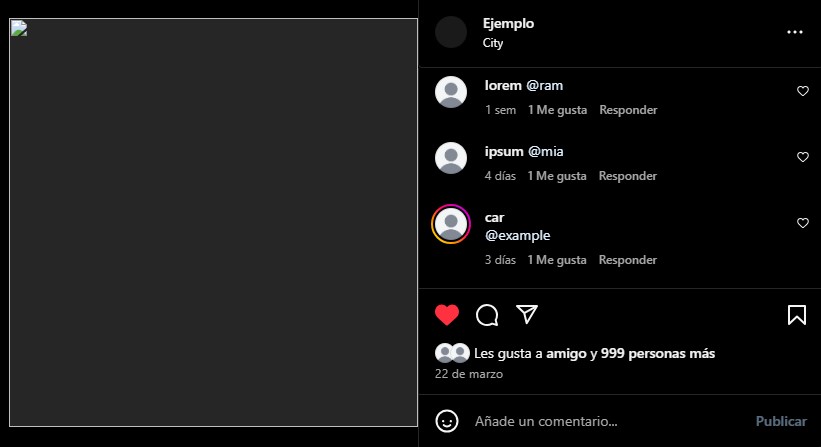 Ejemplo
City
lorem @ram
1 sem 1 Me gusta Responder
ipsum @mia
4 días 1 Me gusta Responder
car
@example
3 días 1 Me gusta Responder
Les gusta a amigo y 999 personas más
22 de marzo
Añade un comentario... Publicar